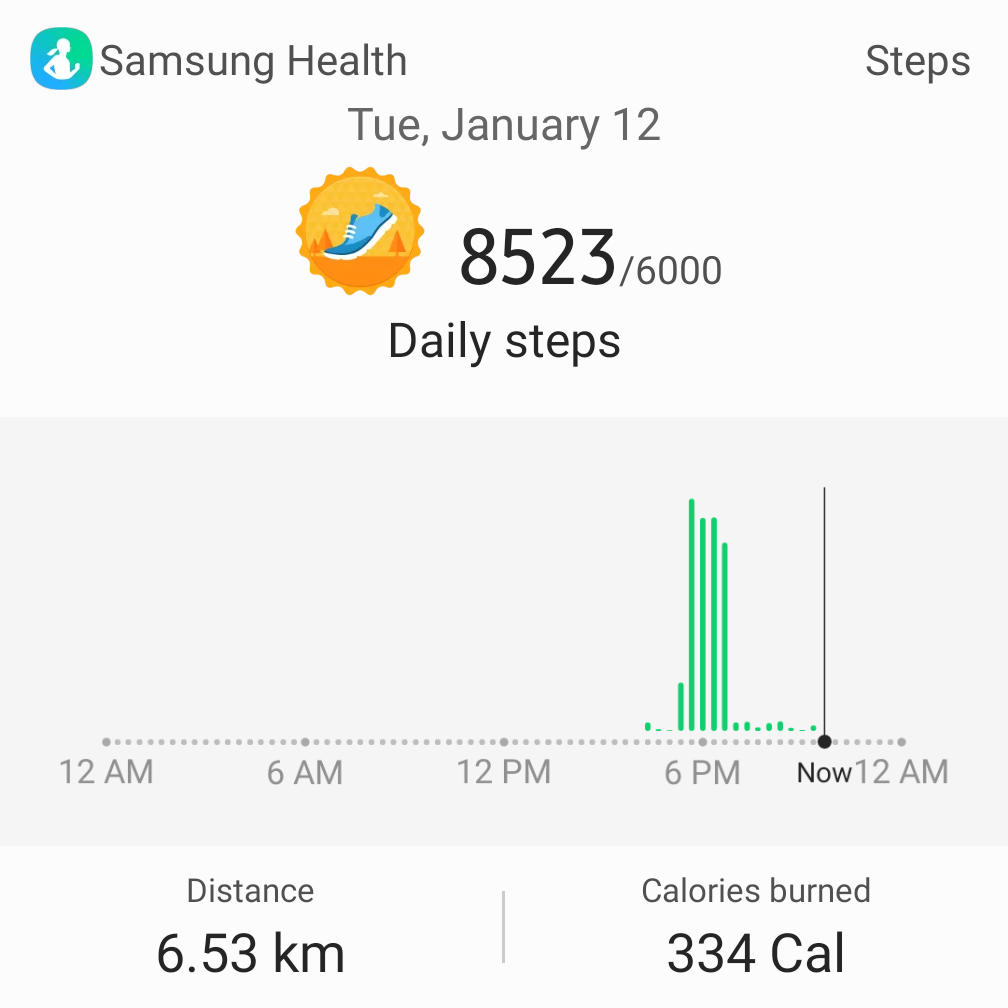 Samsung Health Steps
Tue, January 12
8523/6000
Daily steps
12 AM 6 AM 12 PM 6 PM Now 12 AM
Distance Calories burned
6.53 km 334 Cal